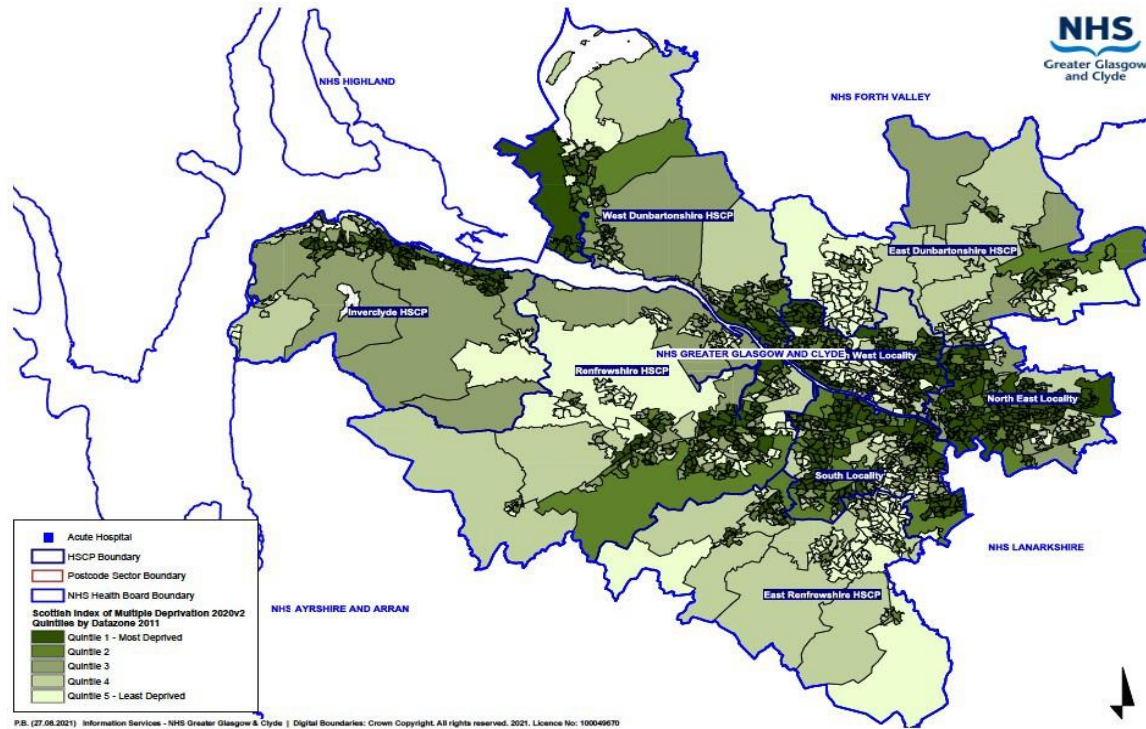 NHS
Greater Glasgow
and Clyde
NHS HIGHLAND
NHS FORTH VALLEY
West Dunbartonshire HSCP
East Dunbartonshire HSCP
Inverclyde HSCP
NHS GREATER GLASGOW AND CLYDE
West Locality
Renfrewshire HSCP
North East Locality
South Locality
NHS LANARKSHIRE
East Renfrewshire HSCP
NHS AYRSHIRE AND ARRAN
Acute Hospital
HSCP Boundary
Postcode Sector Boundary
NHS Health Board Boundary
Scottish Index of Multiple Deprivation 2020v2
Quintiles by Datazone 2011
Quintile 1 - Most Deprived
Quintile 2
Quintile 3
Quintile 4
Quintile 5 - Least Deprived
P.B. (27.08.2021) Information Services - NHS Greater Glasgow & Clyde | Digital Boundaries: Crown Copyright. All rights reserved. 2021. Licence No: 100049670